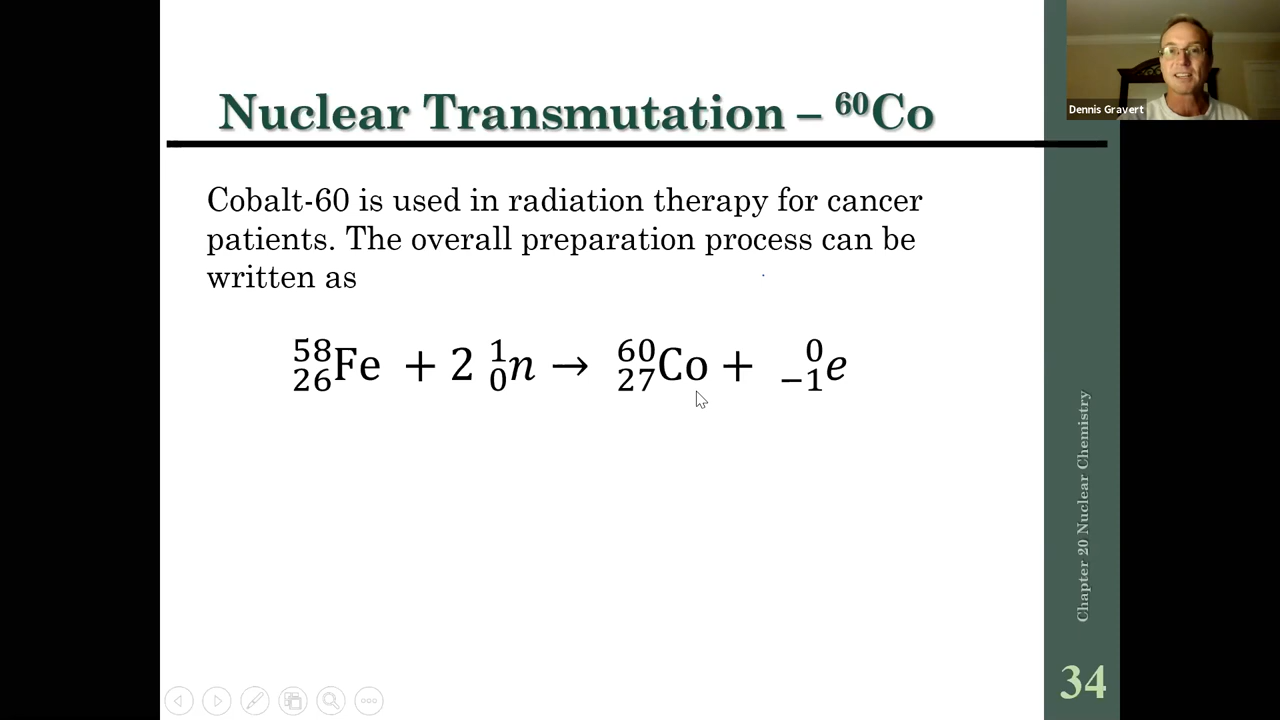 Nuclear Transmutation – ⁶⁰Co
Dennis Gravert
Cobalt-60 is used in radiation therapy for cancer
patients. The overall preparation process can be
written as
⁵⁸₂₆Fe + 2 ¹₀n → ⁶⁰₂₇Co + ⁰₋₁e
Chapter 20 Nuclear Chemistry
34